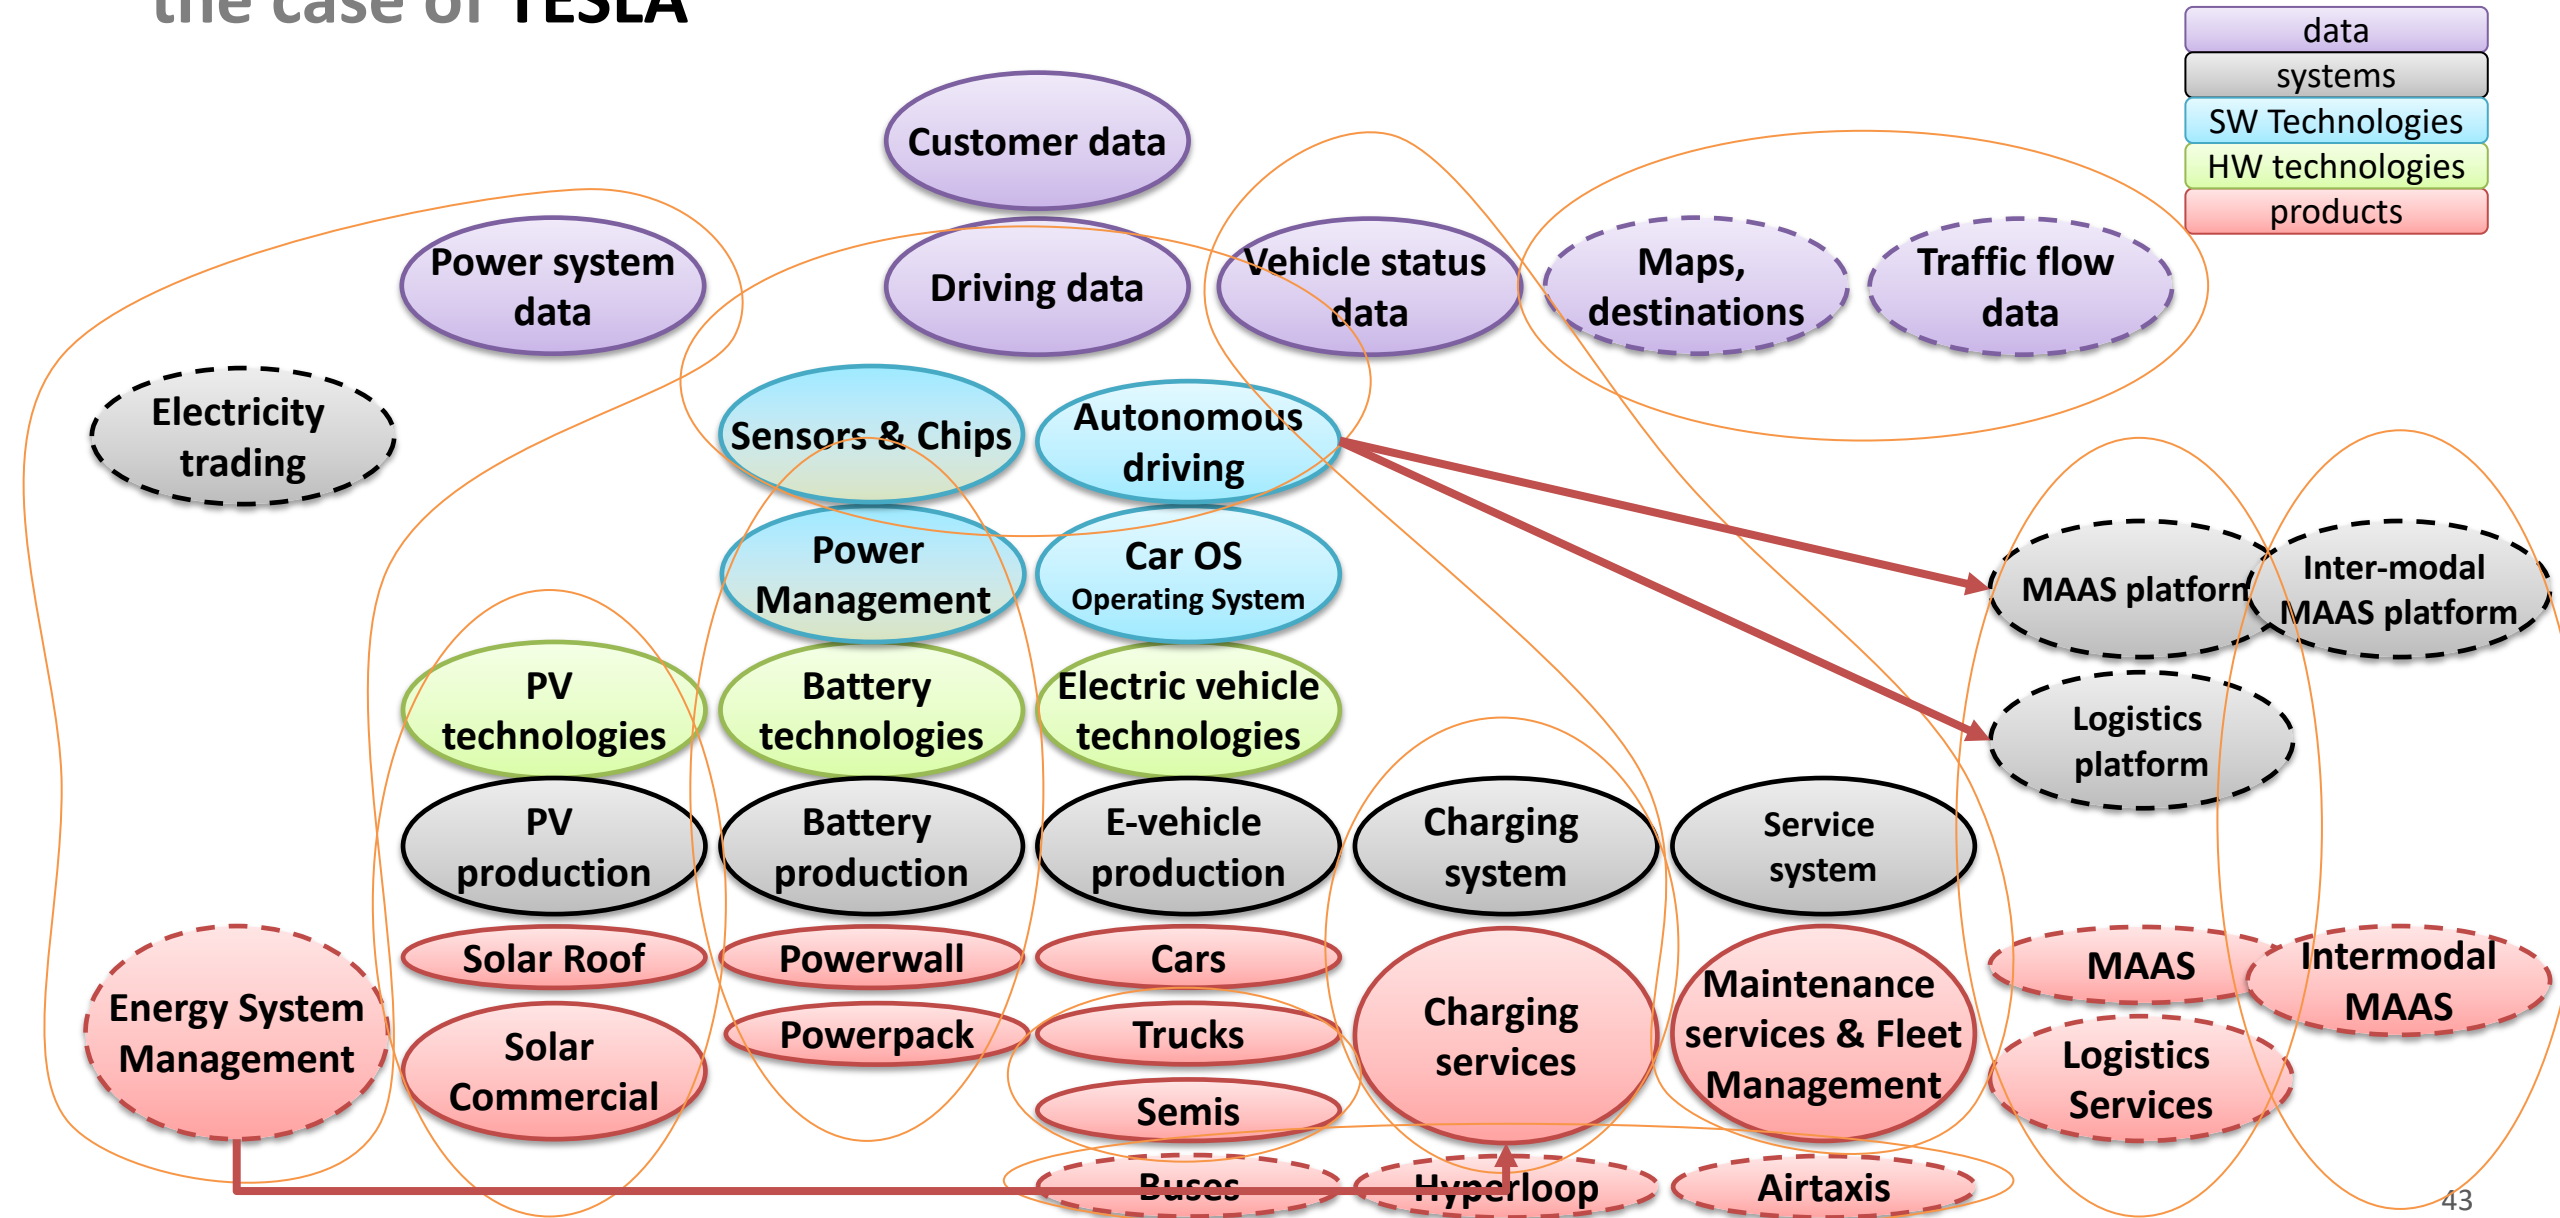 the case of TESLA
data
systems
SW Technologies
HW technologies
products
Customer data
Power system
data
Driving data
Vehicle status
data
Maps,
destinations
Traffic flow
data
Electricity
trading
Sensors & Chips
Autonomous
driving
Power
Management
Car OS
Operating System
MAAS platform
Inter-modal
MAAS platform
PV
technologies
Battery
technologies
Electric vehicle
technologies
Logistics
platform
PV
production
Battery
production
E-vehicle
production
Charging
system
Service
system
Energy System
Management
Solar Roof
Solar
Commercial
Powerwall
Powerpack
Cars
Trucks
Semis
Charging
services
Maintenance
services & Fleet
Management
MAAS
Intermodal
MAAS
Logistics
Services
Buses
Hyperloop
Airtaxis
43